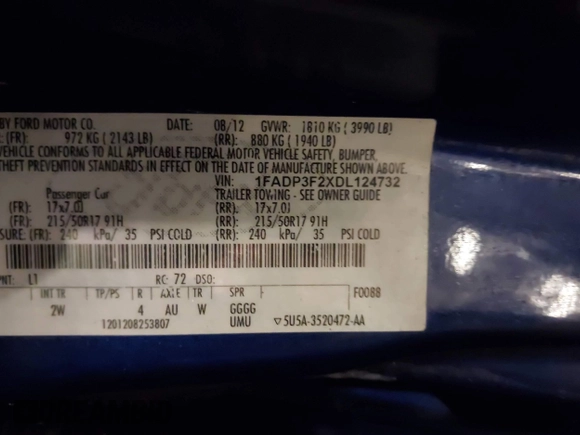 BY FORD MOTOR CO. DATE: 08/12 GVWR: 1810 KG ( 3990 LB)
(FR): 972 KG ( 2143 LB) (RR): 880 KG ( 1940 LB)
VEHICLE CONFORMS TO ALL APPLICABLE FEDERAL MOTOR VEHICLE SAFETY, BUMPER,
THEFT PREVENTION STANDARDS IN EFFECT ON THE DATE OF MANUFACTURE SHOWN ABOVE.
VIN: 1FADP3F2XDL124732
Passenger Car TRAILER TOWING - SEE OWNER GUIDE
(FR): 17x7.0J (RR): 17x7.0J
(FR): 215/50R17 91H (RR): 215/50R17 91H
SURE: (FR): 240 kPa/ 35 PSI COLD (RR): 240 kPa/ 35 PSI COLD
PNT: L1 RC: 72 DSO: F0088
INT TR TP/PS R AXLE TR SPR
2W 4 AU W GGGG
1201208253807 UMU 5U5A-3520472-AA